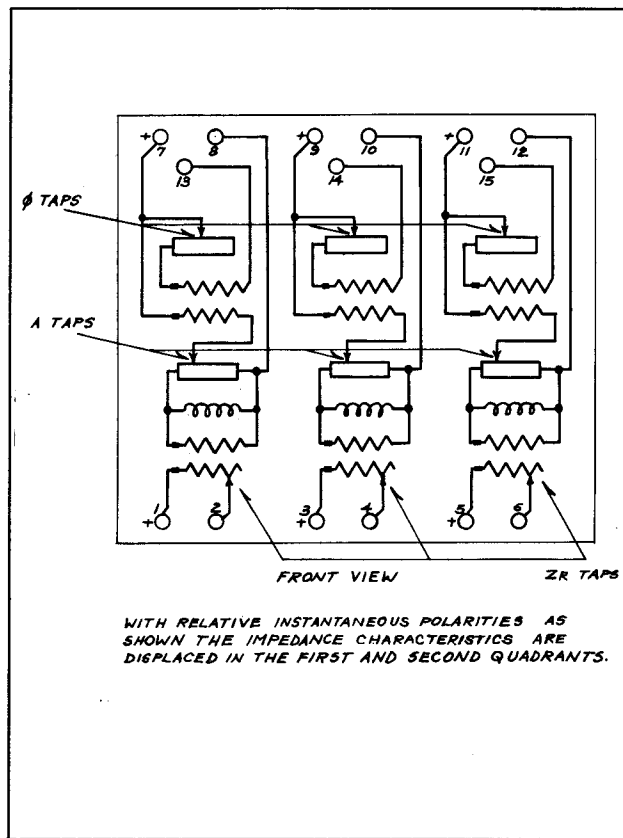 + 7 8 + 9 10 + 11 12
13 14 15
φ TAPS
A TAPS
1 2 3 4 5 6
+ + +
FRONT VIEW ZR TAPS
WITH RELATIVE INSTANTANEOUS POLARITIES AS
SHOWN THE IMPEDANCE CHARACTERISTICS ARE
DISPLACED IN THE FIRST AND SECOND QUADRANTS.